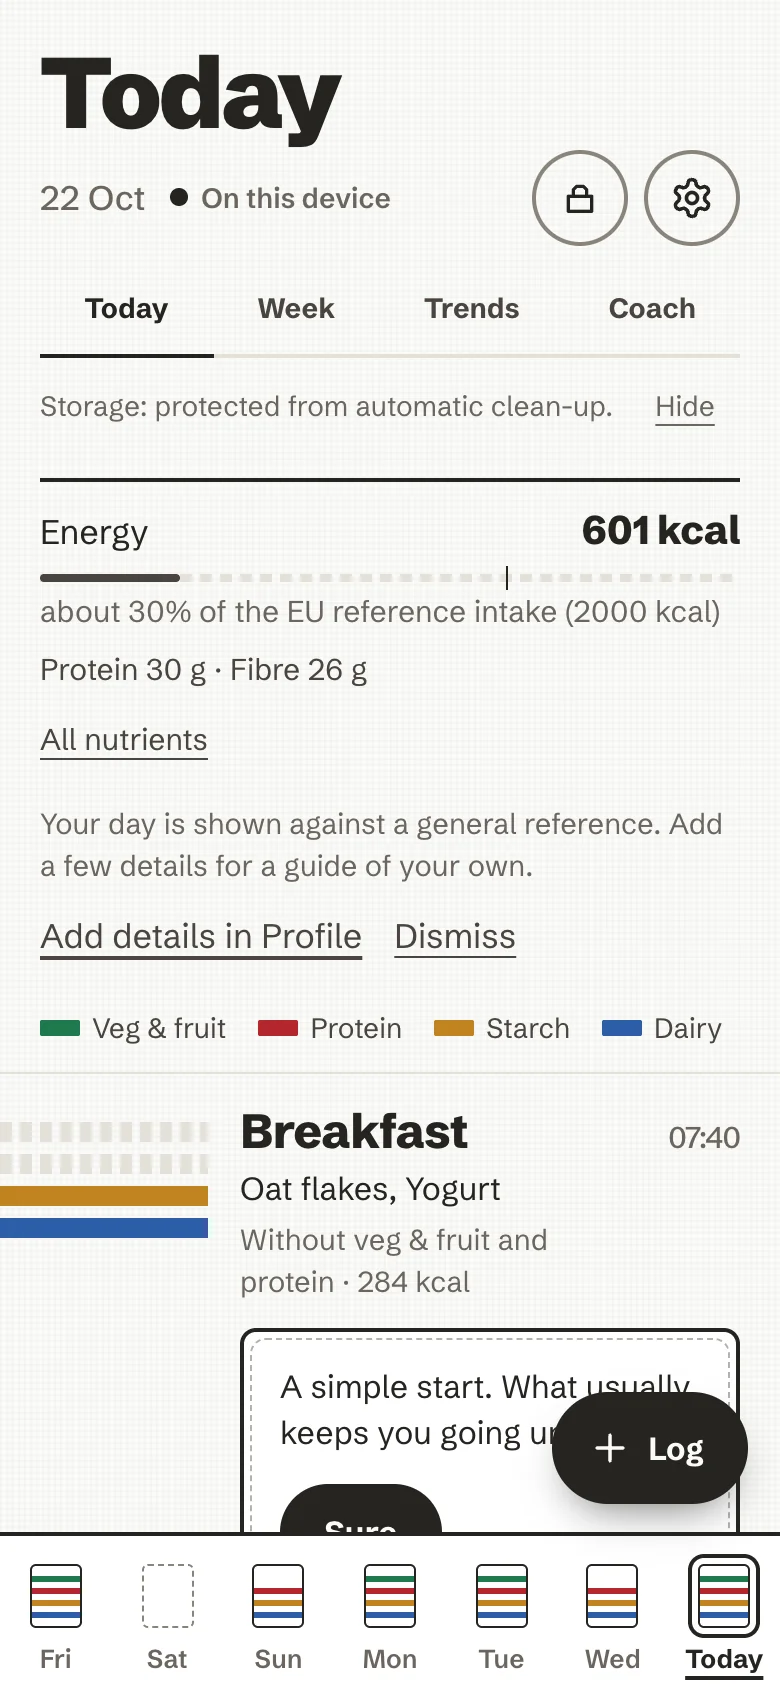 Today
22 Oct
On this device
Today Week Trends Coach
Storage: protected from automatic clean-up. Hide
Energy 601 kcal
about 30% of the EU reference intake (2000 kcal)
Protein 30 g · Fibre 26 g
All nutrients
Your day is shown against a general reference. Add
a few details for a guide of your own.
Add details in Profile Dismiss
Veg & fruit Protein Starch Dairy
Breakfast 07:40
Oat flakes, Yogurt
Without veg & fruit and
protein · 284 kcal
A simple start. What usually
keeps you going
+ Log
Sure
Fri Sat Sun Mon Tue Wed Today